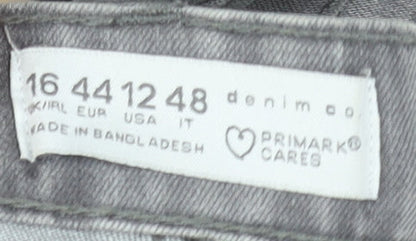 16 44 12 48 denim co.
UK/IRL EUR USA IT
MADE IN BANGLADESH
PRIMARK®
CARES